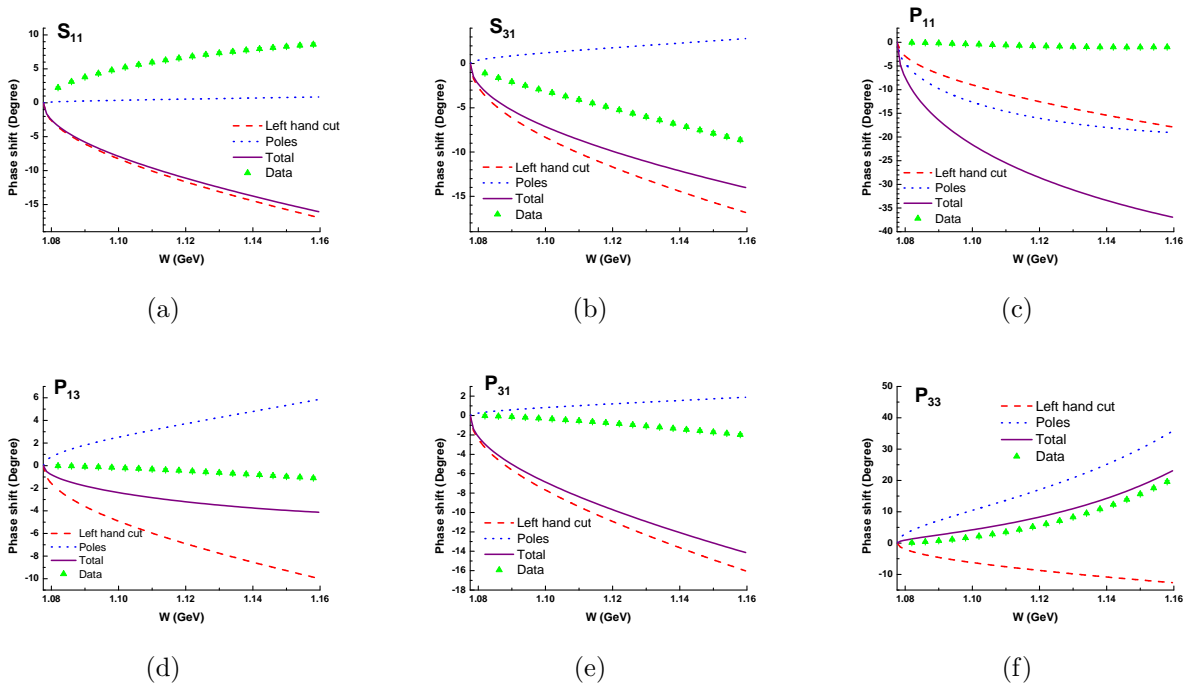 S11
Phase shift (Degree)
10
5
0
-5
-10
-15
Left hand cut
Poles
Total
Data
1.08 1.10 1.12 1.14 1.16
W (GeV)
(a)
S31
Phase shift (Degree)
0
-5
-10
-15
Left hand cut
Poles
Total
Data
1.08 1.10 1.12 1.14 1.16
W (GeV)
(b)
P11
Phase shift (Degree)
5
0
-5
-10
-15
-20
-25
-30
-35
-40
Left hand cut
Poles
Total
Data
1.08 1.10 1.12 1.14 1.16
W (GeV)
(c)
P13
Phase shift (Degree)
6
4
2
0
-2
-4
-6
-8
-10
Left hand cut
Poles
Total
Data
1.08 1.10 1.12 1.14 1.16
W (GeV)
(d)
P31
Phase shift (Degree)
2
0
-2
-4
-6
-8
-10
-12
-14
-16
-18
Left hand cut
Poles
Total
Data
1.08 1.10 1.12 1.14 1.16
W (GeV)
(e)
P33
Phase shift (Degree)
50
40
30
20
10
0
-10
Left hand cut
Poles
Total
Data
1.08 1.10 1.12 1.14 1.16
W (GeV)
(f)